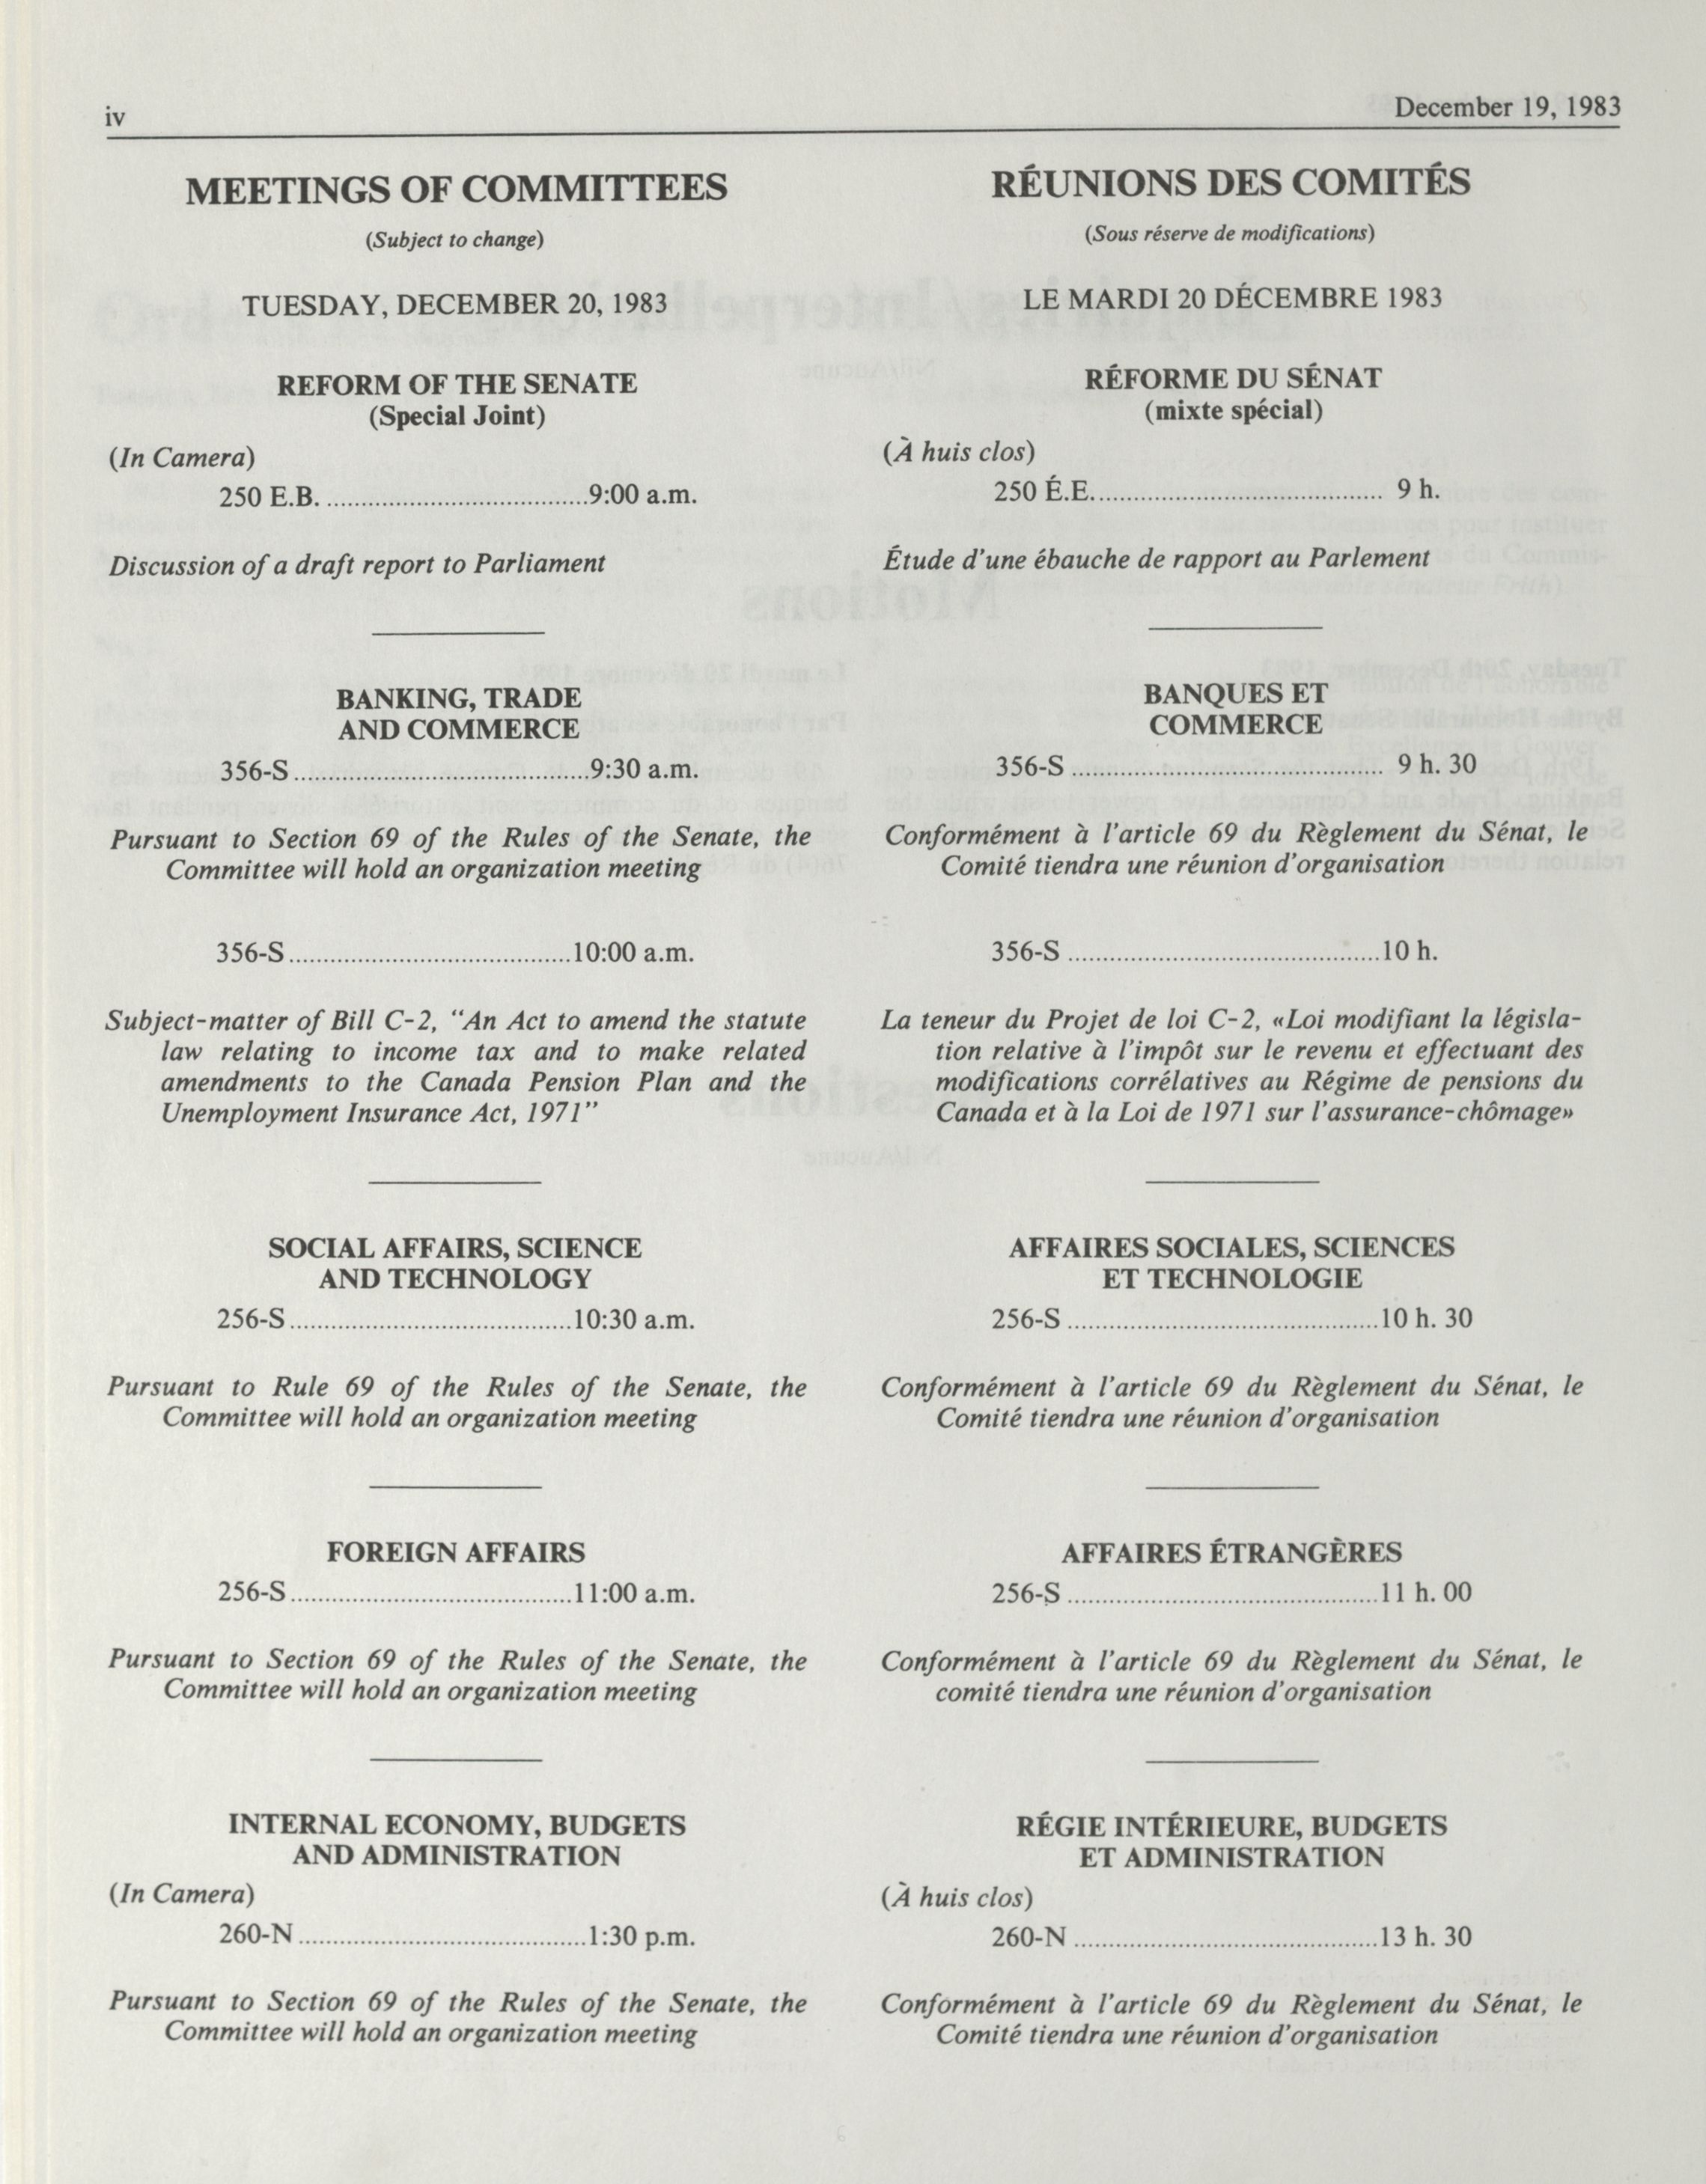 iv
December 19, 1983
MEETINGS OF COMMITTEES
(Subject to change)
TUESDAY, DECEMBER 20, 1983
REFORM OF THE SENATE
(Special Joint)
(In Camera)
250 E.B. ......................................9:00 a.m.
Discussion of a draft report to Parliament
BANKING, TRADE
AND COMMERCE
356-S...........................................9:30 a.m.
Pursuant to Section 69 of the Rules of the Senate, the
Committee will hold an organization meeting
356-S.........................................10:00 a.m.
Subject-matter of Bill C-2, “An Act to amend the statute
law relating to income tax and to make related
amendments to the Canada Pension Plan and the
Unemployment Insurance Act, 1971”
SOCIAL AFFAIRS, SCIENCE
AND TECHNOLOGY
256-S.........................................10:30 a.m.
Pursuant to Rule 69 of the Rules of the Senate, the
Committee will hold an organization meeting
FOREIGN AFFAIRS
256-S.........................................11:00 a.m.
Pursuant to Section 69 of the Rules of the Senate, the
Committee will hold an organization meeting
INTERNAL ECONOMY, BUDGETS
AND ADMINISTRATION
(In Camera)
260-N..........................................1:30 p.m.
Pursuant to Section 69 of the Rules of the Senate, the
Committee will hold an organization meeting
RÉUNIONS DES COMITÉS
(Sous réserve de modifications)
LE MARDI 20 DÉCEMBRE 1983
RÉFORME DU SÉNAT
(mixte spécial)
(À huis clos)
250 É.E.......................................... 9 h.
Étude d’une ébauche de rapport au Parlement
BANQUES ET
COMMERCE
356-S ............................................. 9 h. 30
Conformément à l’article 69 du Règlement du Sénat, le
Comité tiendra une réunion d’organisation
356-S .............................................10 h.
La teneur du Projet de loi C-2, «Loi modifiant la législa-
tion relative à l’impôt sur le revenu et effectuant des
modifications corrélatives au Régime de pensions du
Canada et à la Loi de 1971 sur l’assurance-chômage»
AFFAIRES SOCIALES, SCIENCES
ET TECHNOLOGIE
256-S .............................................10 h. 30
Conformément à l’article 69 du Règlement du Sénat, le
Comité tiendra une réunion d’organisation
AFFAIRES ÉTRANGÈRES
256-S .............................................11 h. 00
Conformément à l’article 69 du Règlement du Sénat, le
comité tiendra une réunion d’organisation
RÉGIE INTÉRIEURE, BUDGETS
ET ADMINISTRATION
(À huis clos)
260-N ............................................13 h. 30
Conformément à l’article 69 du Règlement du Sénat, le
Comité tiendra une réunion d’organisation